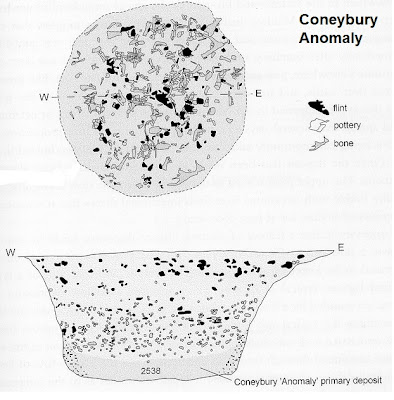 Coneybury
Anomaly
W
E
flint
pottery
bone
W
E
2538
Coneybury 'Anomaly' primary deposit